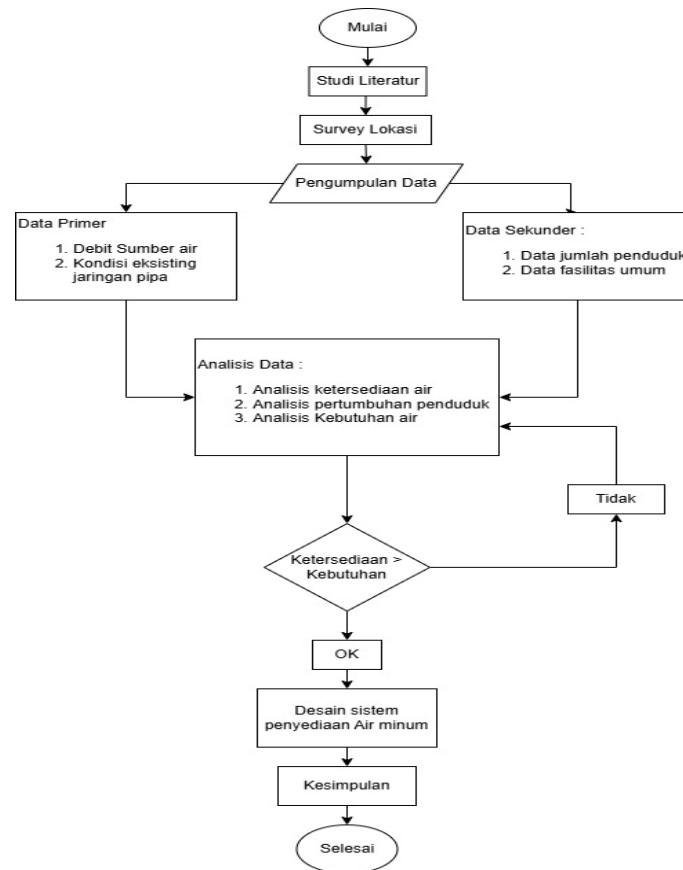 Mulai
Studi Literatur
Survey Lokasi
Pengumpulan Data
Data Primer
1. Debit Sumber air
2. Kondisi eksisting
jaringan pipa
Data Sekunder :
1. Data jumlah penduduk
2. Data fasilitas umum
Analisis Data :
1. Analisis ketersediaan air
2. Analisis pertumbuhan penduduk
3. Analisis Kebutuhan air
Tidak
Ketersediaan >
Kebutuhan
OK
Desain sistem
penyediaan Air minum
Kesimpulan
Selesai